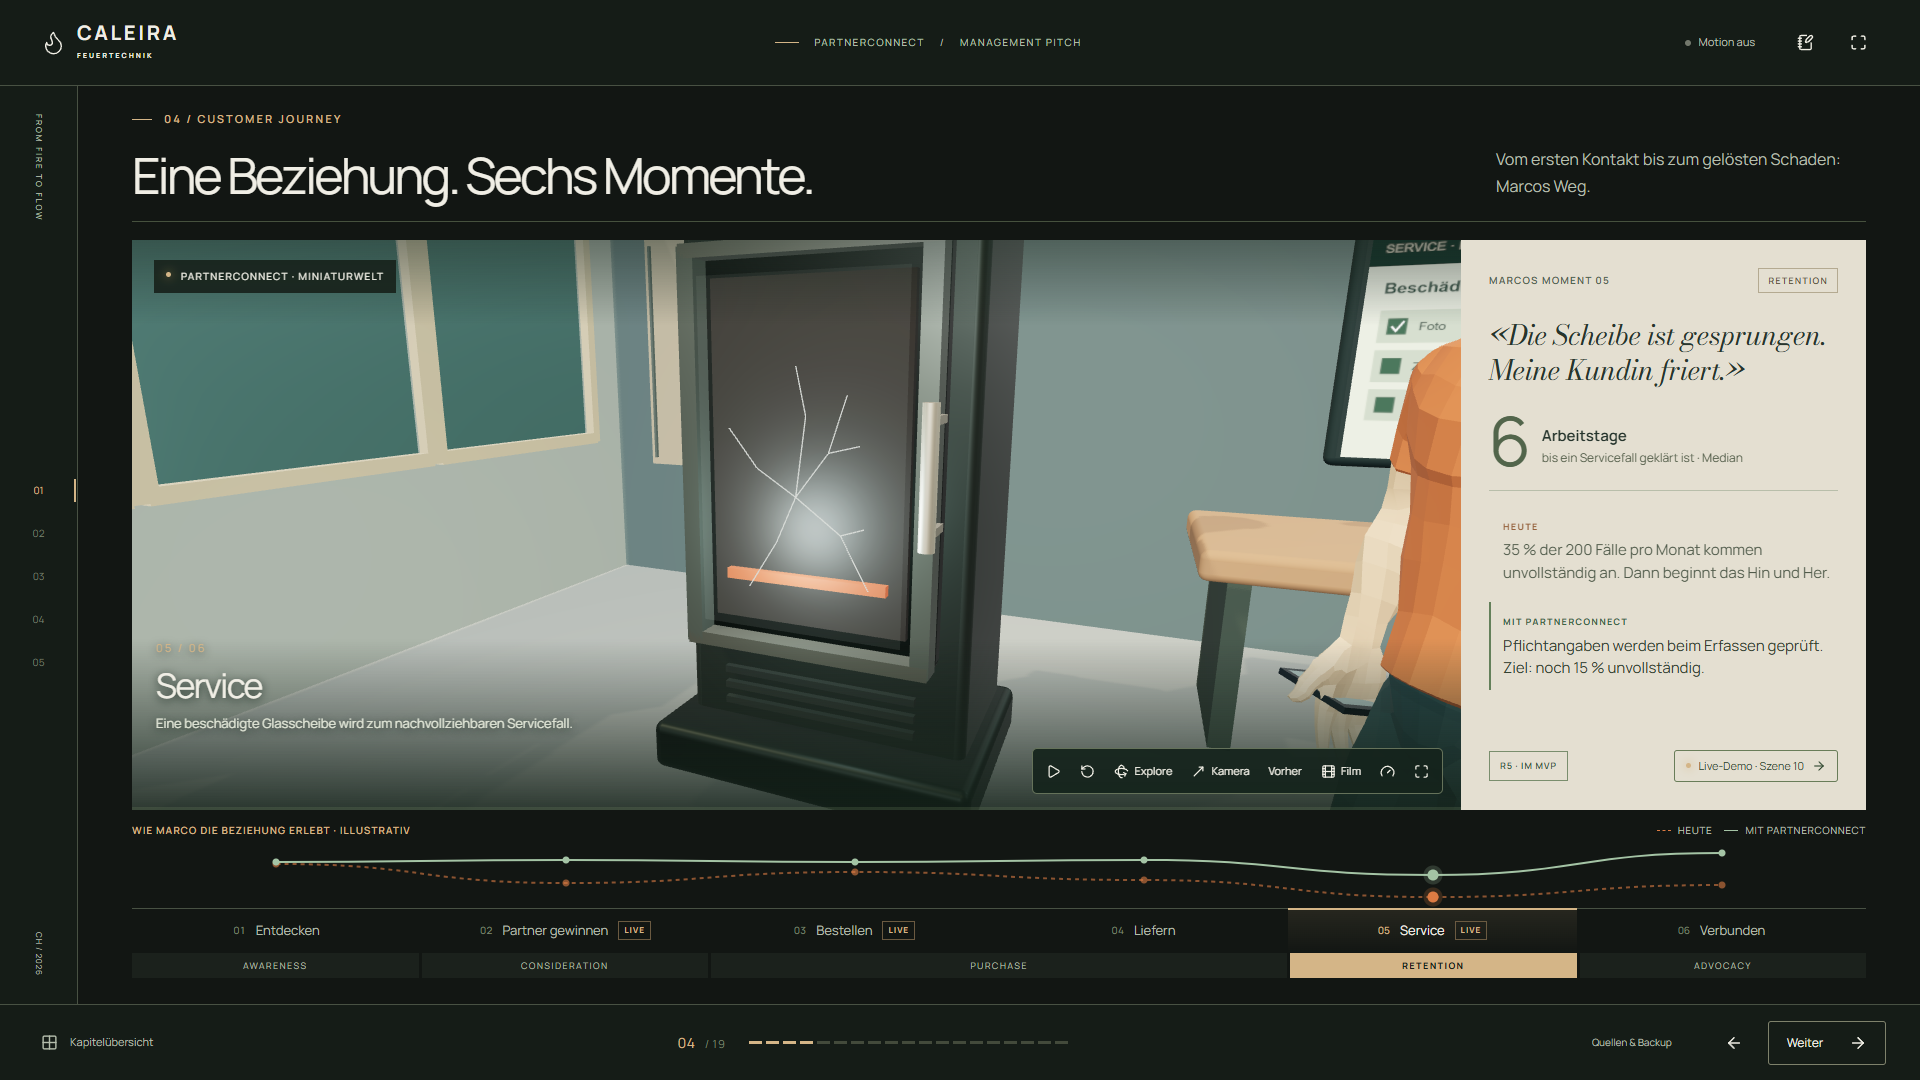 CALEIRA
FEUERTECHNIK
PARTNERCONNECT / MANAGEMENT PITCH
Motion aus
FROM FIRE TO FLOW
01
02
03
04
05
CH / 2026
04 / CUSTOMER JOURNEY
Eine Beziehung. Sechs Momente.
Vom ersten Kontakt bis zum gelösten Schaden:
Marcos Weg.
PARTNERCONNECT · MINIATURWELT
SERVICE ·
Beschäd
Foto
05 / 06
Service
Eine beschädigte Glasscheibe wird zum nachvollziehbaren Servicefall.
Explore
Kamera
Vorher
Film
MARCOS MOMENT 05
RETENTION
«Die Scheibe ist gesprungen.
Meine Kundin friert.»
6
Arbeitstage
bis ein Servicefall geklärt ist · Median
HEUTE
35 % der 200 Fälle pro Monat kommen
unvollständig an. Dann beginnt das Hin und Her.
MIT PARTNERCONNECT
Pflichtangaben werden beim Erfassen geprüft.
Ziel: noch 15 % unvollständig.
R5 · IM MVP
Live-Demo · Szene 10
WIE MARCO DIE BEZIEHUNG ERLEBT · ILLUSTRATIV
HEUTE
MIT PARTNERCONNECT
01 Entdecken
02 Partner gewinnen LIVE
03 Bestellen LIVE
04 Liefern
05 Service LIVE
06 Verbunden
AWARENESS
CONSIDERATION
PURCHASE
RETENTION
ADVOCACY
Kapitelübersicht
04 / 19
Quellen & Backup
Weiter